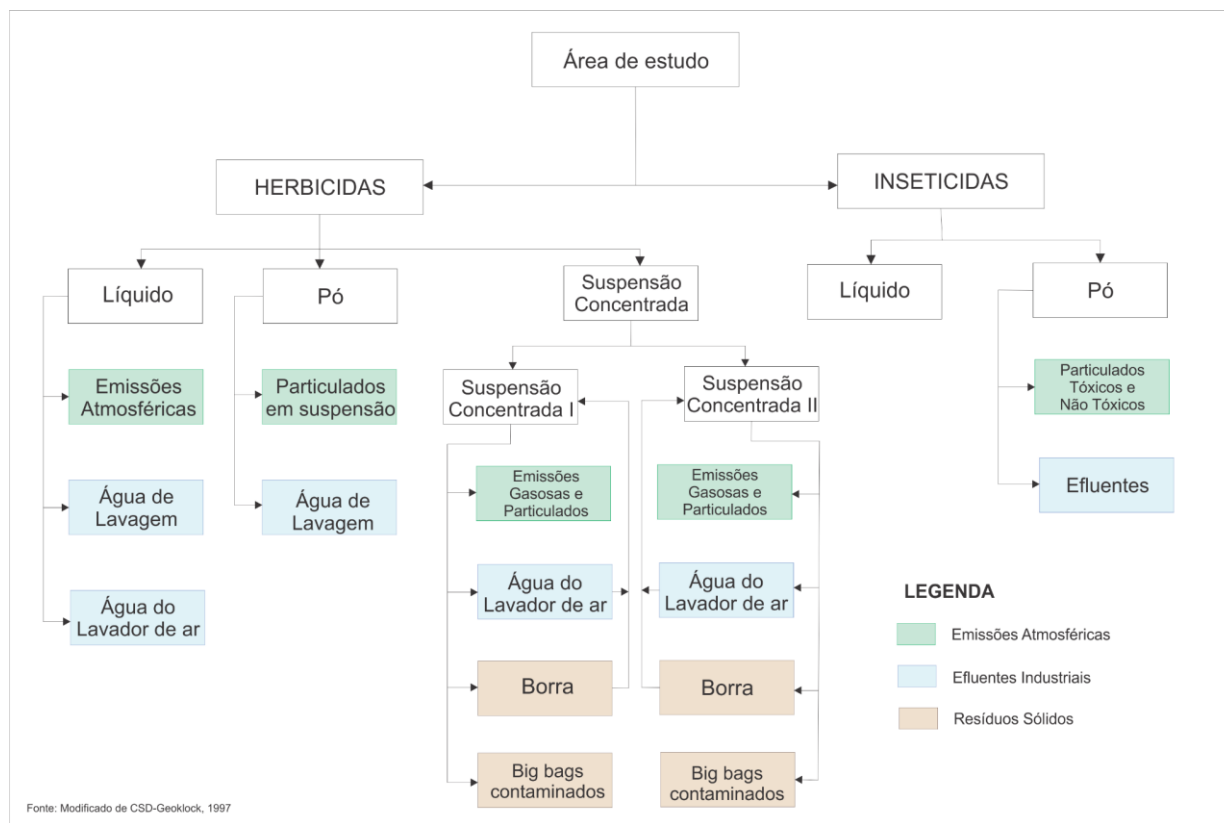 Área de estudo
HERBICIDAS
INSETICIDAS
Líquido
Pó
Suspensão
Concentrada
Líquido
Pó
Emissões
Atmosféricas
Particulados
em suspensão
Suspensão
Concentrada I
Suspensão
Concentrada II
Particulados
Tóxicos e
Não Tóxicos
Água de
Lavagem
Água de
Lavagem
Emissões
Gasosas e
Particulados
Emissões
Gasosas e
Particulados
Efluentes
Água do
Lavador de ar
Água do
Lavador de ar
Água do
Lavador de ar
Borra
Borra
Big bags
contaminados
Big bags
contaminados
LEGENDA
Emissões Atmosféricas
Efluentes Industriais
Resíduos Sólidos
Fonte: Modificado de CSD-Geoklock, 1997